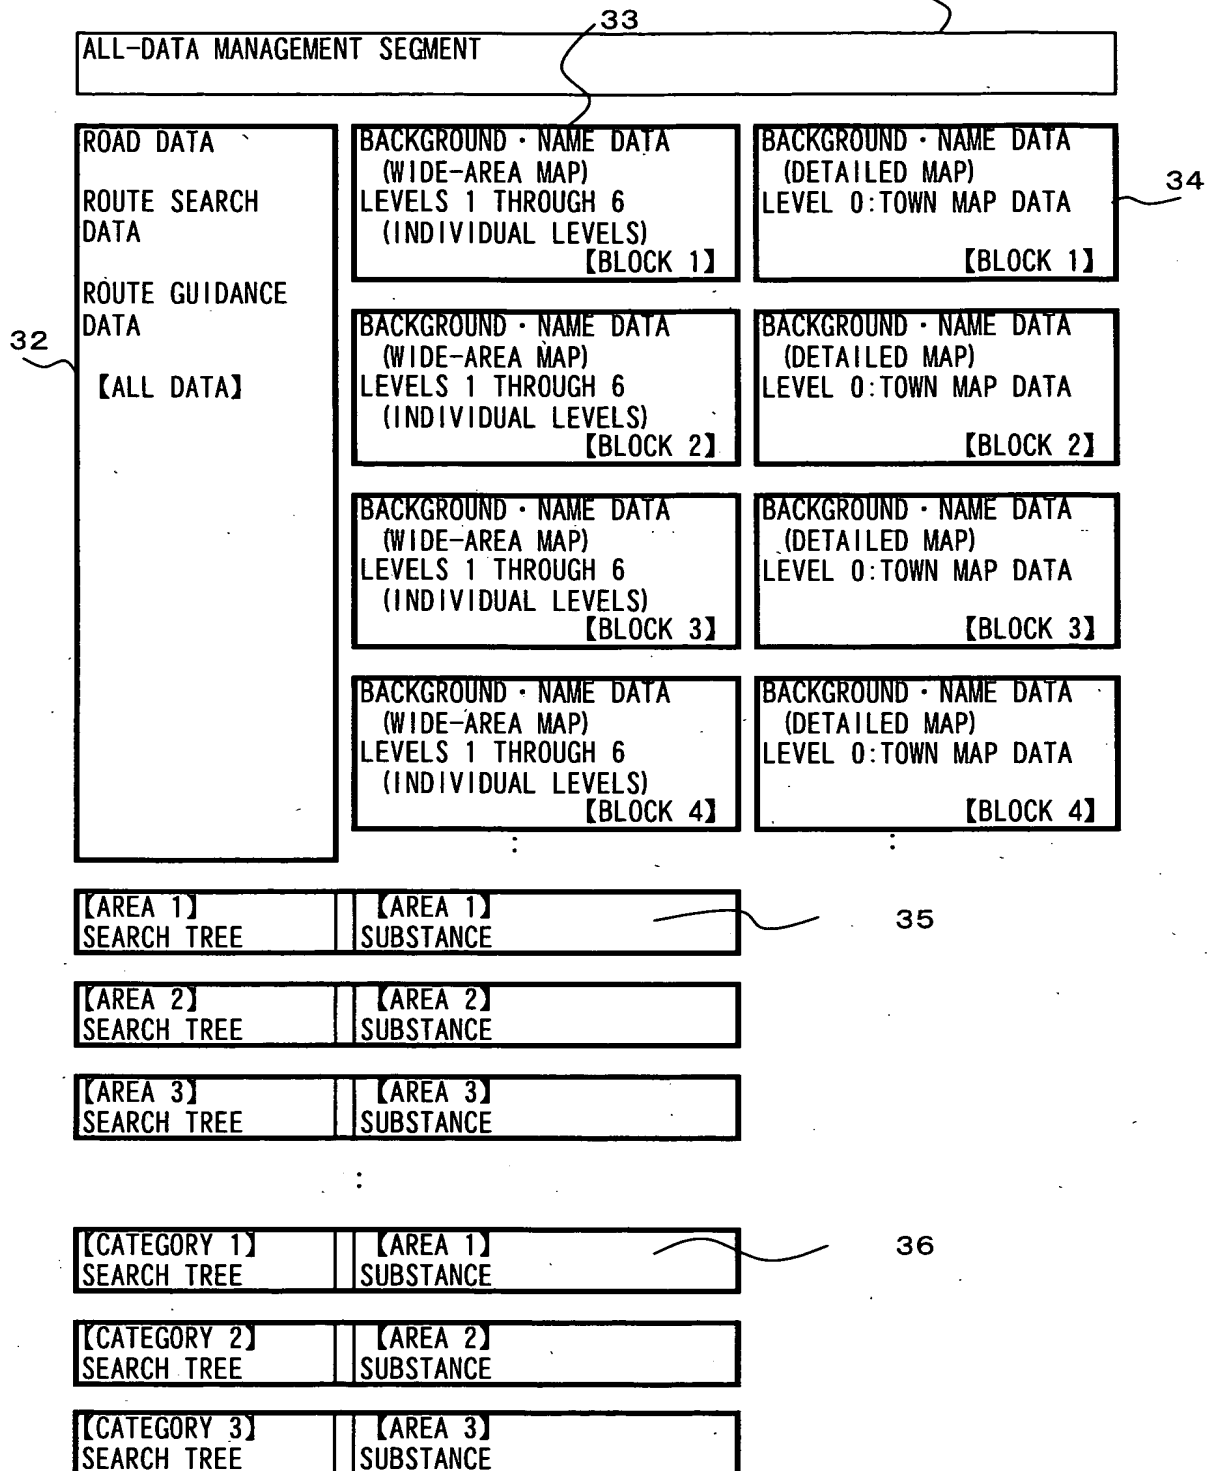 33
ALL-DATA MANAGEMENT SEGMENT
ROAD DATA
ROUTE SEARCH
DATA
ROUTE GUIDANCE
DATA
【ALL DATA】
32
BACKGROUND・NAME DATA
(WIDE-AREA MAP)
LEVELS 1 THROUGH 6
(INDIVIDUAL LEVELS)
【BLOCK 1】
BACKGROUND・NAME DATA
(DETAILED MAP)
LEVEL 0:TOWN MAP DATA
【BLOCK 1】
34
BACKGROUND・NAME DATA
(WIDE-AREA MAP)
LEVELS 1 THROUGH 6
(INDIVIDUAL LEVELS)
【BLOCK 2】
BACKGROUND・NAME DATA
(DETAILED MAP)
LEVEL 0:TOWN MAP DATA
【BLOCK 2】
BACKGROUND・NAME DATA
(WIDE-AREA MAP)
LEVELS 1 THROUGH 6
(INDIVIDUAL LEVELS)
【BLOCK 3】
BACKGROUND・NAME DATA
(DETAILED MAP)
LEVEL 0:TOWN MAP DATA
【BLOCK 3】
BACKGROUND・NAME DATA
(WIDE-AREA MAP)
LEVELS 1 THROUGH 6
(INDIVIDUAL LEVELS)
【BLOCK 4】
BACKGROUND・NAME DATA
(DETAILED MAP)
LEVEL 0:TOWN MAP DATA
【BLOCK 4】
:
:
【AREA 1】
SEARCH TREE
【AREA 1】
SUBSTANCE
35
【AREA 2】
SEARCH TREE
【AREA 2】
SUBSTANCE
【AREA 3】
SEARCH TREE
【AREA 3】
SUBSTANCE
:
【CATEGORY 1】
SEARCH TREE
【AREA 1】
SUBSTANCE
36
【CATEGORY 2】
SEARCH TREE
【AREA 2】
SUBSTANCE
【CATEGORY 3】
SEARCH TREE
【AREA 3】
SUBSTANCE